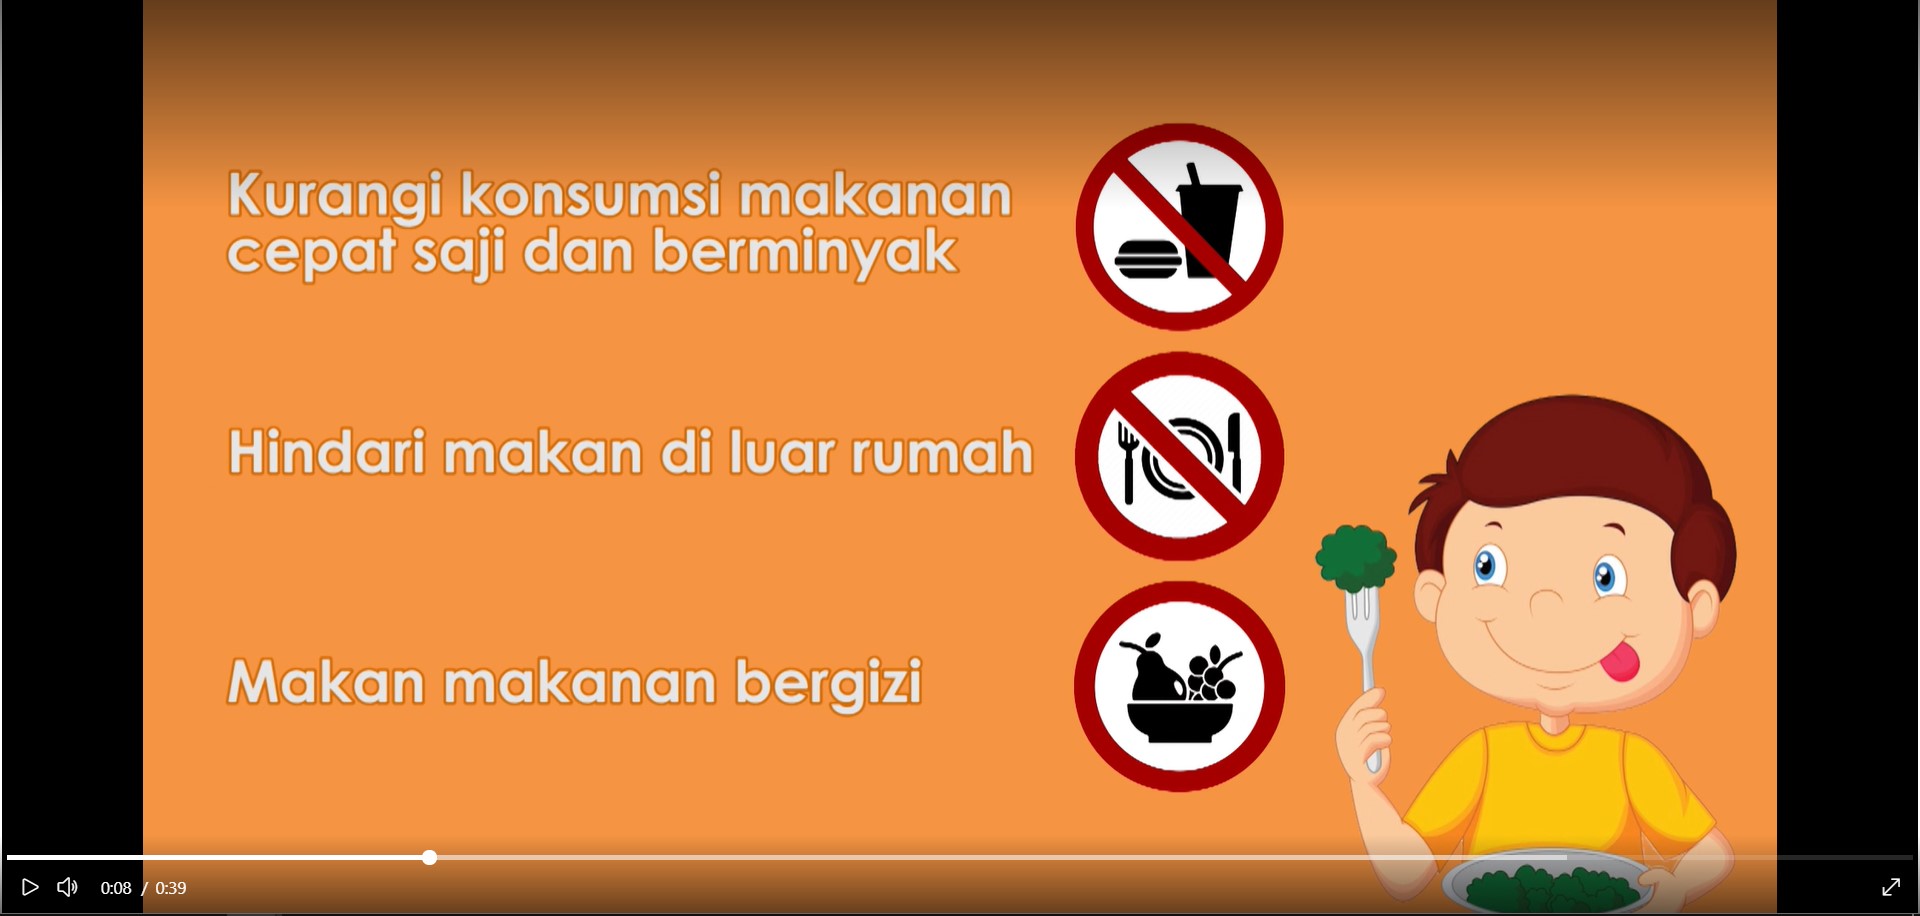 Kurangi konsumsi makanan
cepat saji dan berminyak
Hindari makan di luar rumah
Makan makanan bergizi
0:08 / 0:39